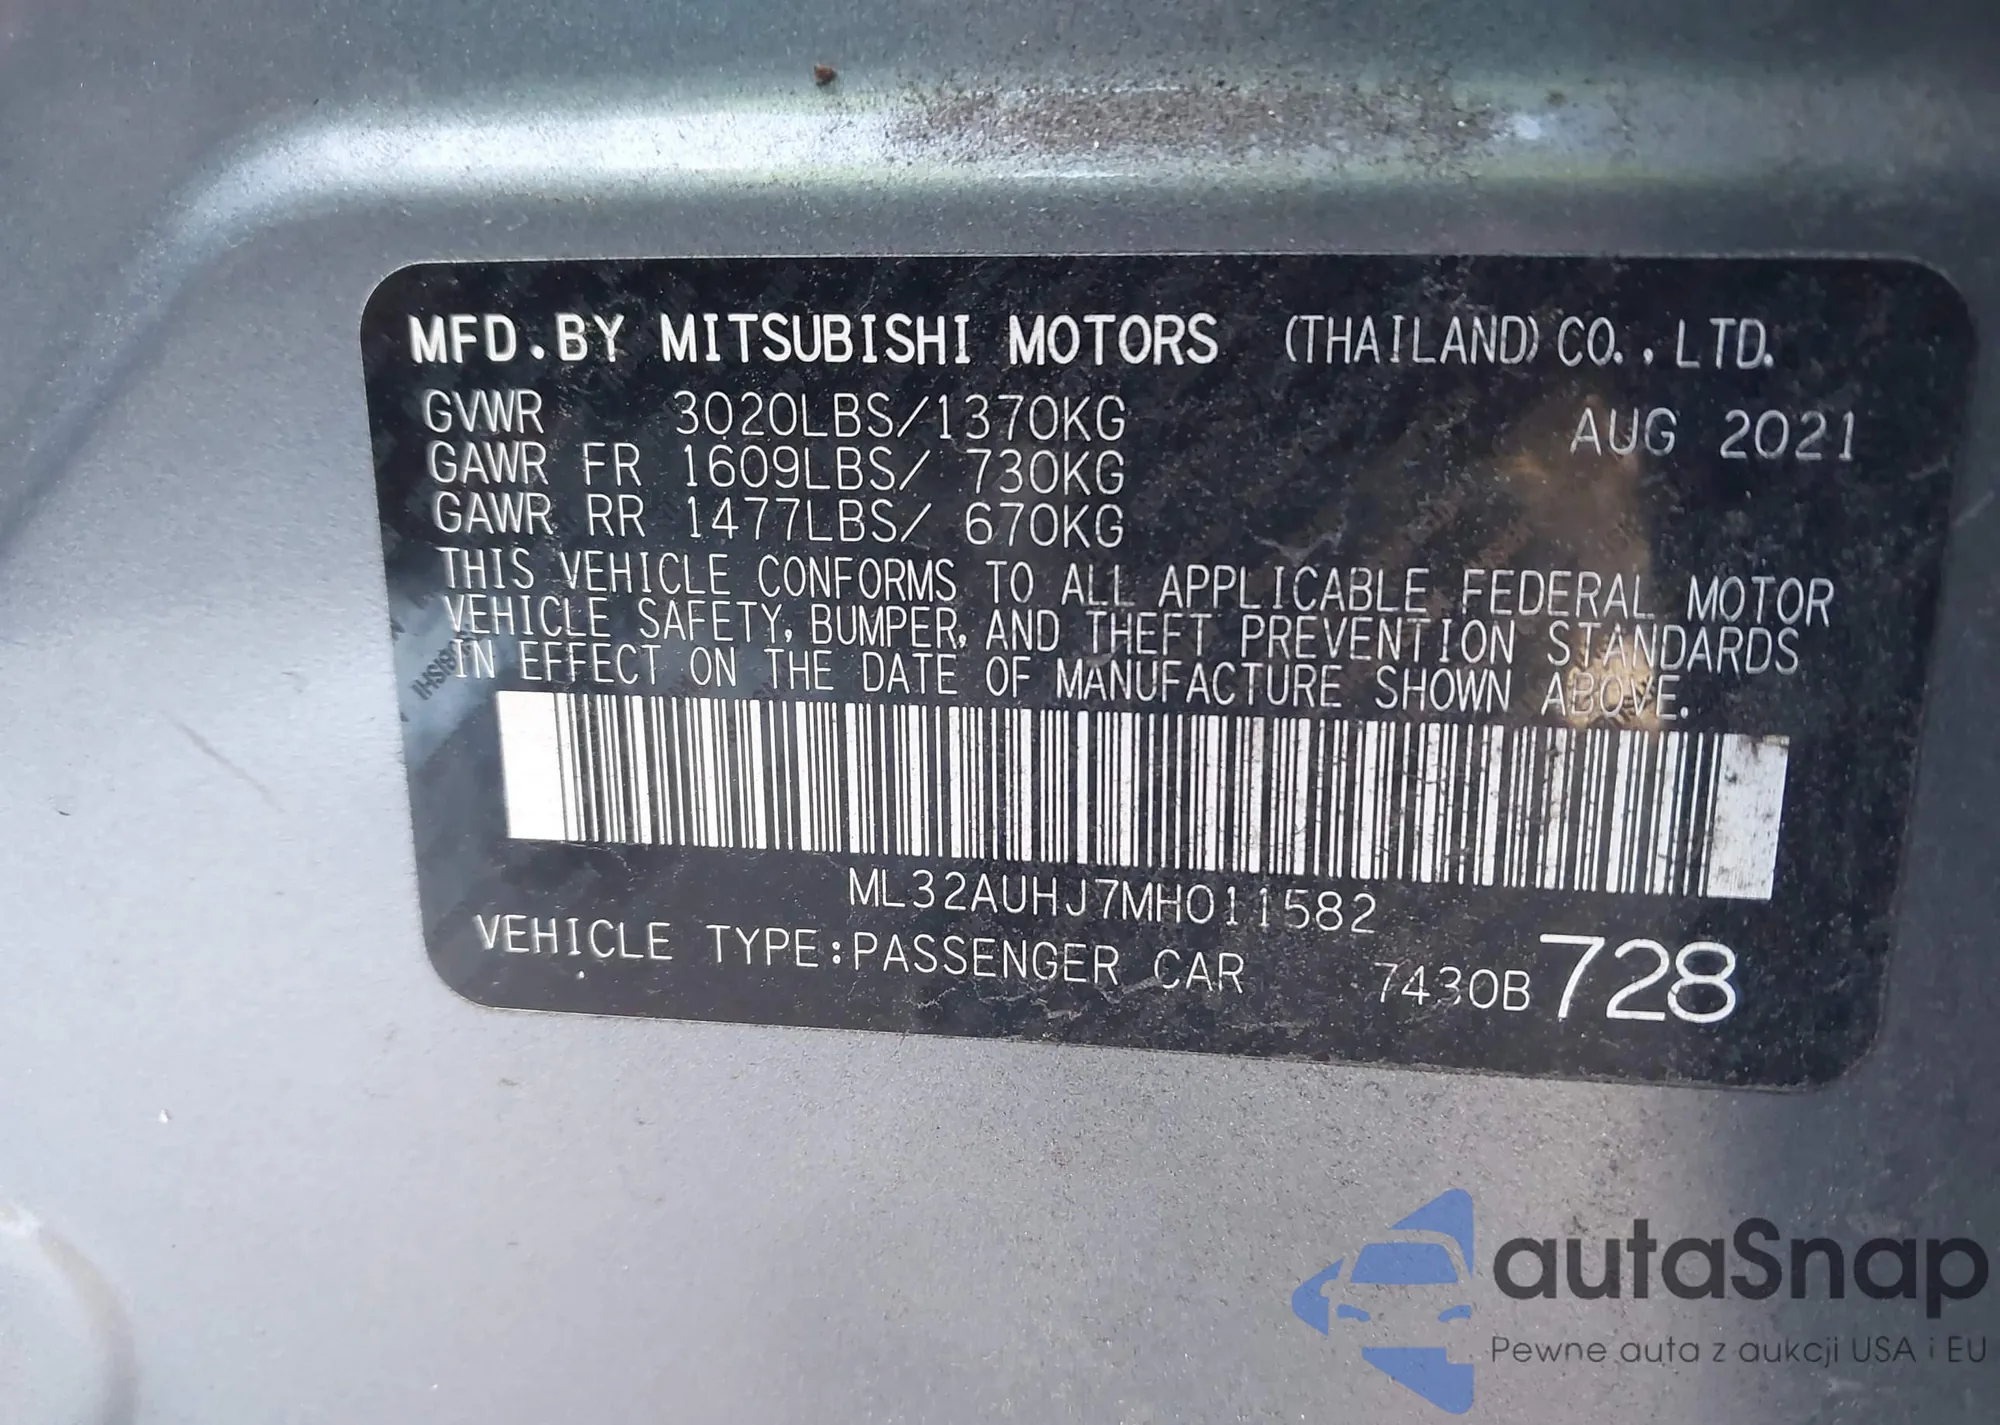 MFD.BY MITSUBISHI MOTORS (THAILAND) CO.,LTD.
GVWR 3020LBS/1370KG AUG 2021
GAWR FR 1609LBS/ 730KG
GAWR RR 1477LBS/ 670KG
THIS VEHICLE CONFORMS TO ALL APPLICABLE FEDERAL MOTOR
VEHICLE SAFETY, BUMPER, AND THEFT PREVENTION STANDARDS
IN EFFECT ON THE DATE OF MANUFACTURE SHOWN ABOVE.
ML32AUHJ7MH011582
VEHICLE TYPE:PASSENGER CAR 7430B 728
autaSnap
Pewne auta z aukcji USA i EU